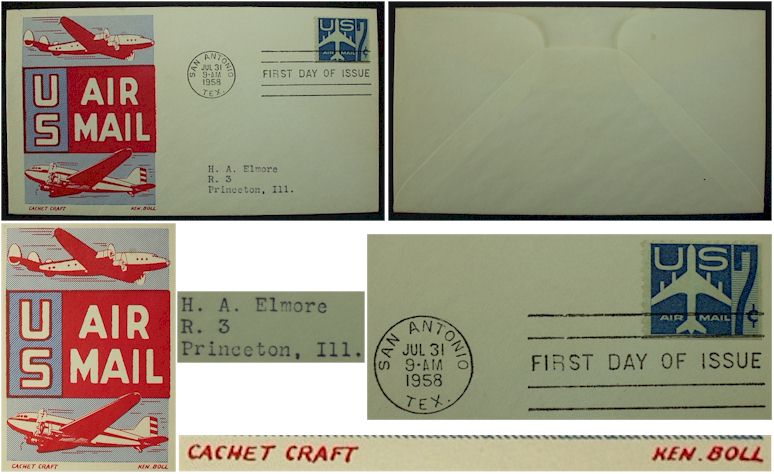 US
7¢
AIR MAIL
SAN ANTONIO
JUL 31
9-AM
1958
TEX.
FIRST DAY OF ISSUE
US AIR MAIL
H. A. Elmore
R. 3
Princeton, Ill.
CACHET CRAFT KEN. BOLL
US AIR MAIL
CACHET CRAFT KEN. BOLL
H. A. Elmore
R. 3
Princeton, Ill.
US
7¢
AIR MAIL
SAN ANTONIO
JUL 31
9-AM
1958
TEX.
FIRST DAY OF ISSUE
CACHET CRAFT KEN. BOLL